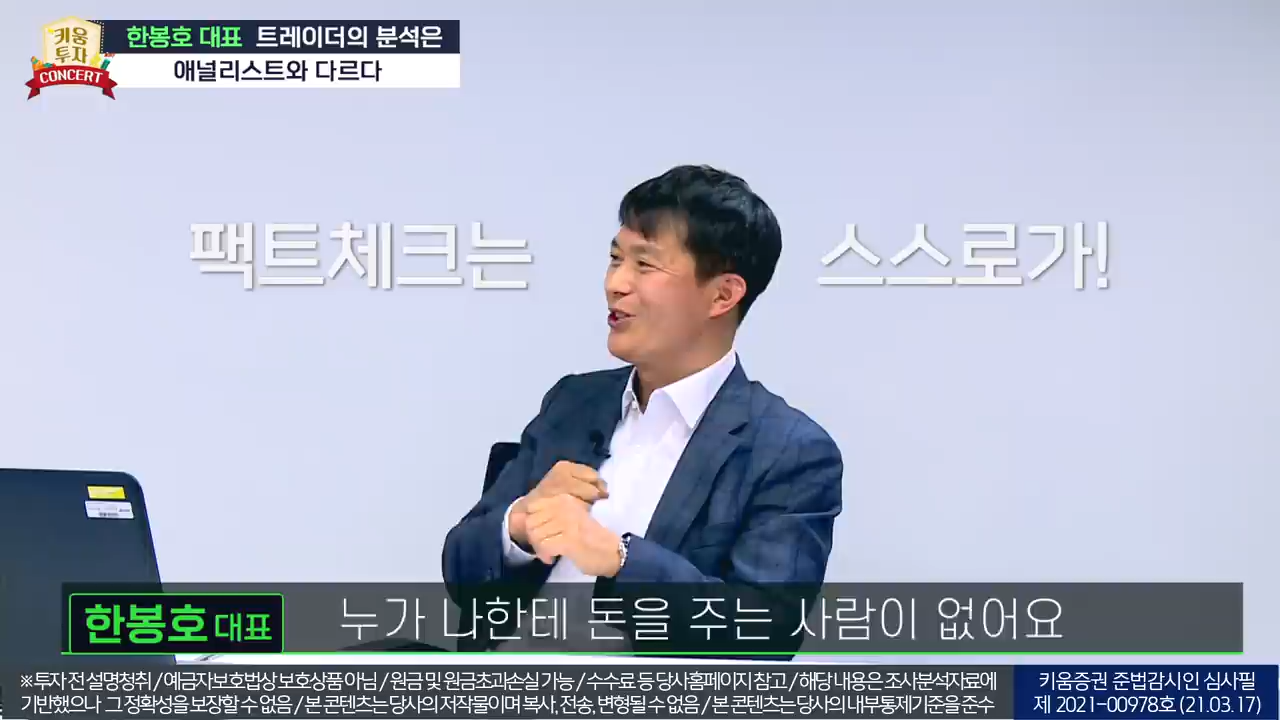 키움
투자
CONCERT
한봉호 대표 트레이더의 분석은
애널리스트와 다르다
팩트체크는 스스로가!
한봉호 대표 누가 나한테 돈을 주는 사람이 없어요
※ 투자 전 설명청취 / 예금자보호법상 보호상품 아님 / 원금 및 원금초과손실 가능 / 수수료 등 당사홈페이지 참고 / 해당 내용은 조사분석자료에
기반했으나 그 정확성을 보장할 수 없음 / 본 콘텐츠는 당사의 저작물이며 복사, 전송, 변형될 수 없음 / 본 콘텐츠는 당사의 내부통제기준을 준수
키움증권 준법감시인 심사필
제 2021-00978호 (21.03.17)